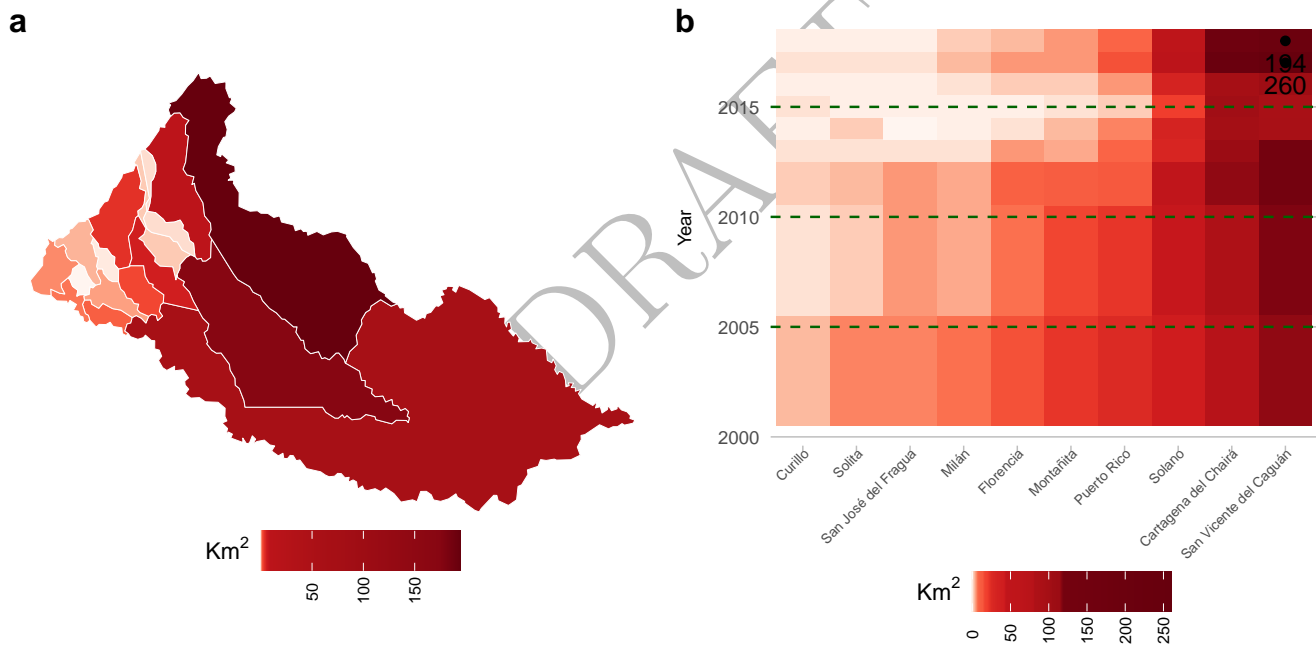 a
Km2
50
100
150
b
DRAFT
Year
2015
2010
2005
2000
194
260
Curillo
Solita
San José del Fragua
Milán
Florencia
Montañita
Puerto Rico
Solano
Cartagena del Chairá
San Vicente del Caguán
Km2
0
50
100
150
200
250